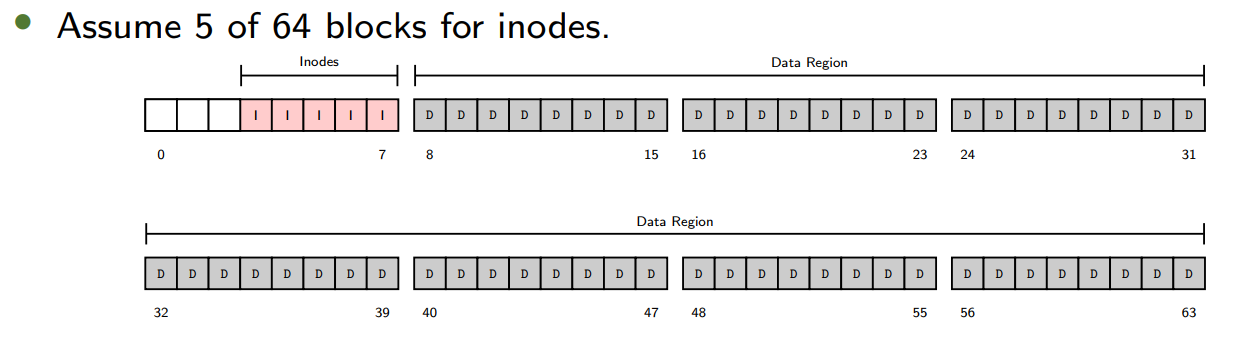 Assume 5 of 64 blocks for inodes.
Inodes Data Region
I I I I I D D D D D D D D D D D D D D D D D D D D D D D D
0 7 8 15 16 23 24 31
Data Region
D D D D D D D D D D D D D D D D D D D D D D D D D D D D D D D D
32 39 40 47 48 55 56 63